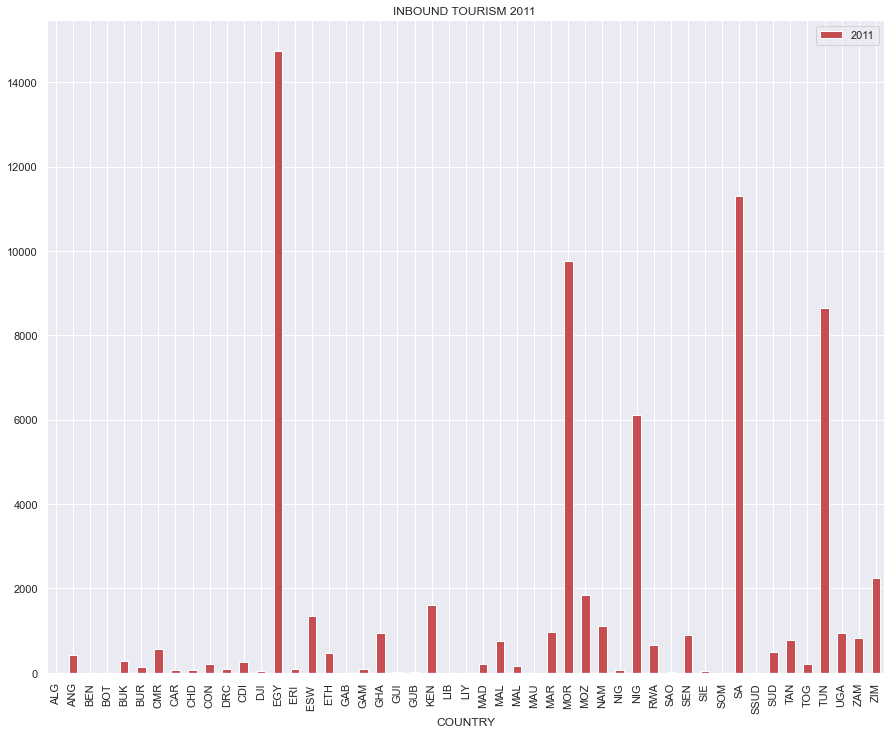 INBOUND TOURISM 2011
2011
14000
12000
10000
8000
6000
4000
2000
0
ALG
ANG
BEN
BOT
BUK
BUR
CMR
CAR
CHD
CON
DRC
CDI
DJI
EGY
ERI
ESW
ETH
GAB
GAM
GHA
GUI
GUB
KEN
LIB
LIY
MAD
MAL
MAL
MAU
MAR
MOR
MOZ
NAM
NIG
NIG
RWA
SAO
SEN
SIE
SOM
SA
SSUD
SUD
TAN
TOG
TUN
UGA
ZAM
ZIM
COUNTRY